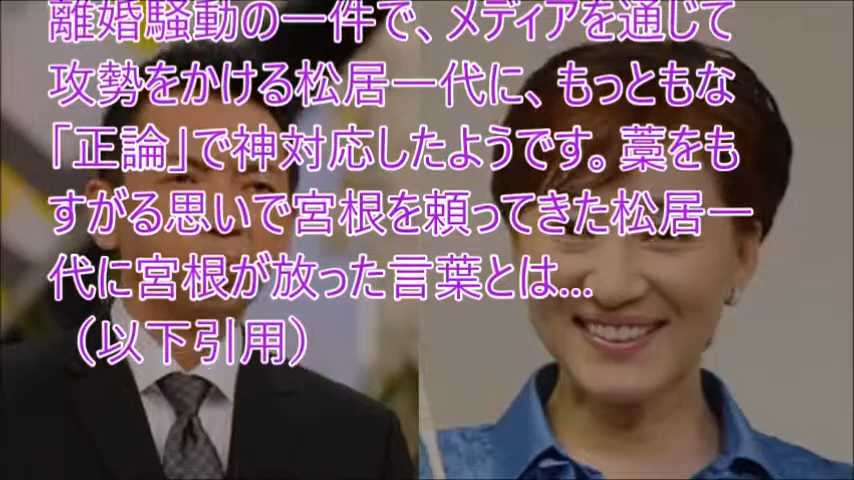 離婚騒動の一件で、メディアを通じて
攻勢をかける松居一代に、もっともな
「正論」で神対応したようです。藁をも
すがる思いで宮根を頼ってきた松居一
代に宮根が放った言葉とは...
（以下引用）